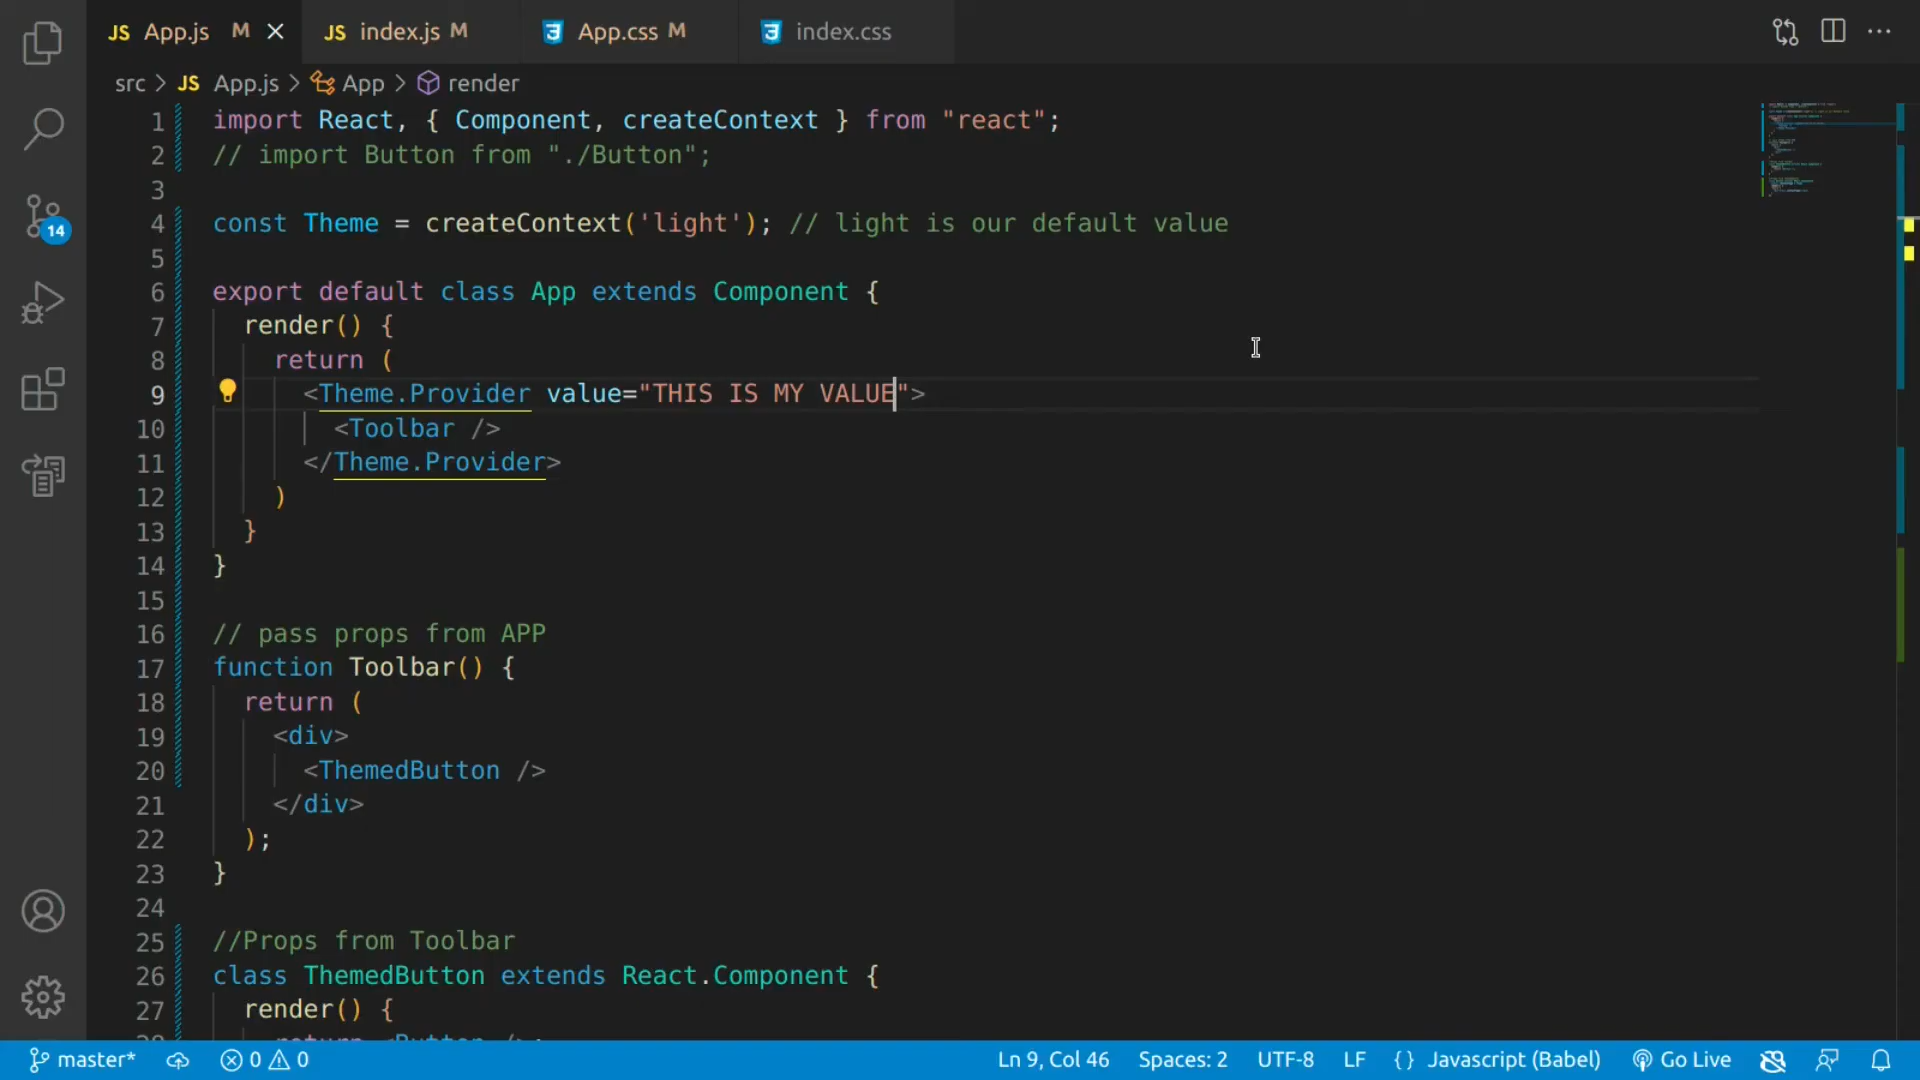 JS App.js M
JS index.js M
App.css M
index.css
src > JS App.js > App > render
1 import React, { Component, createContext } from "react";
2 // import Button from "./Button";
3
4 const Theme = createContext('light'); // light is our default value
5
6 export default class App extends Component {
7 render() {
8 return (
9 <Theme.Provider value="THIS IS MY VALUE">
10 <Toolbar />
11 </Theme.Provider>
12 )
13 }
14 }
15
16 // pass props from APP
17 function Toolbar() {
18 return (
19 <div>
20 <ThemedButton />
21 </div>
22 );
23 }
24
25 //Props from Toolbar
26 class ThemedButton extends React.Component {
27 render() {
28 return <Button />;
14
master* 0 0 Ln 9, Col 46 Spaces: 2 UTF-8 LF {} Javascript (Babel) Go Live